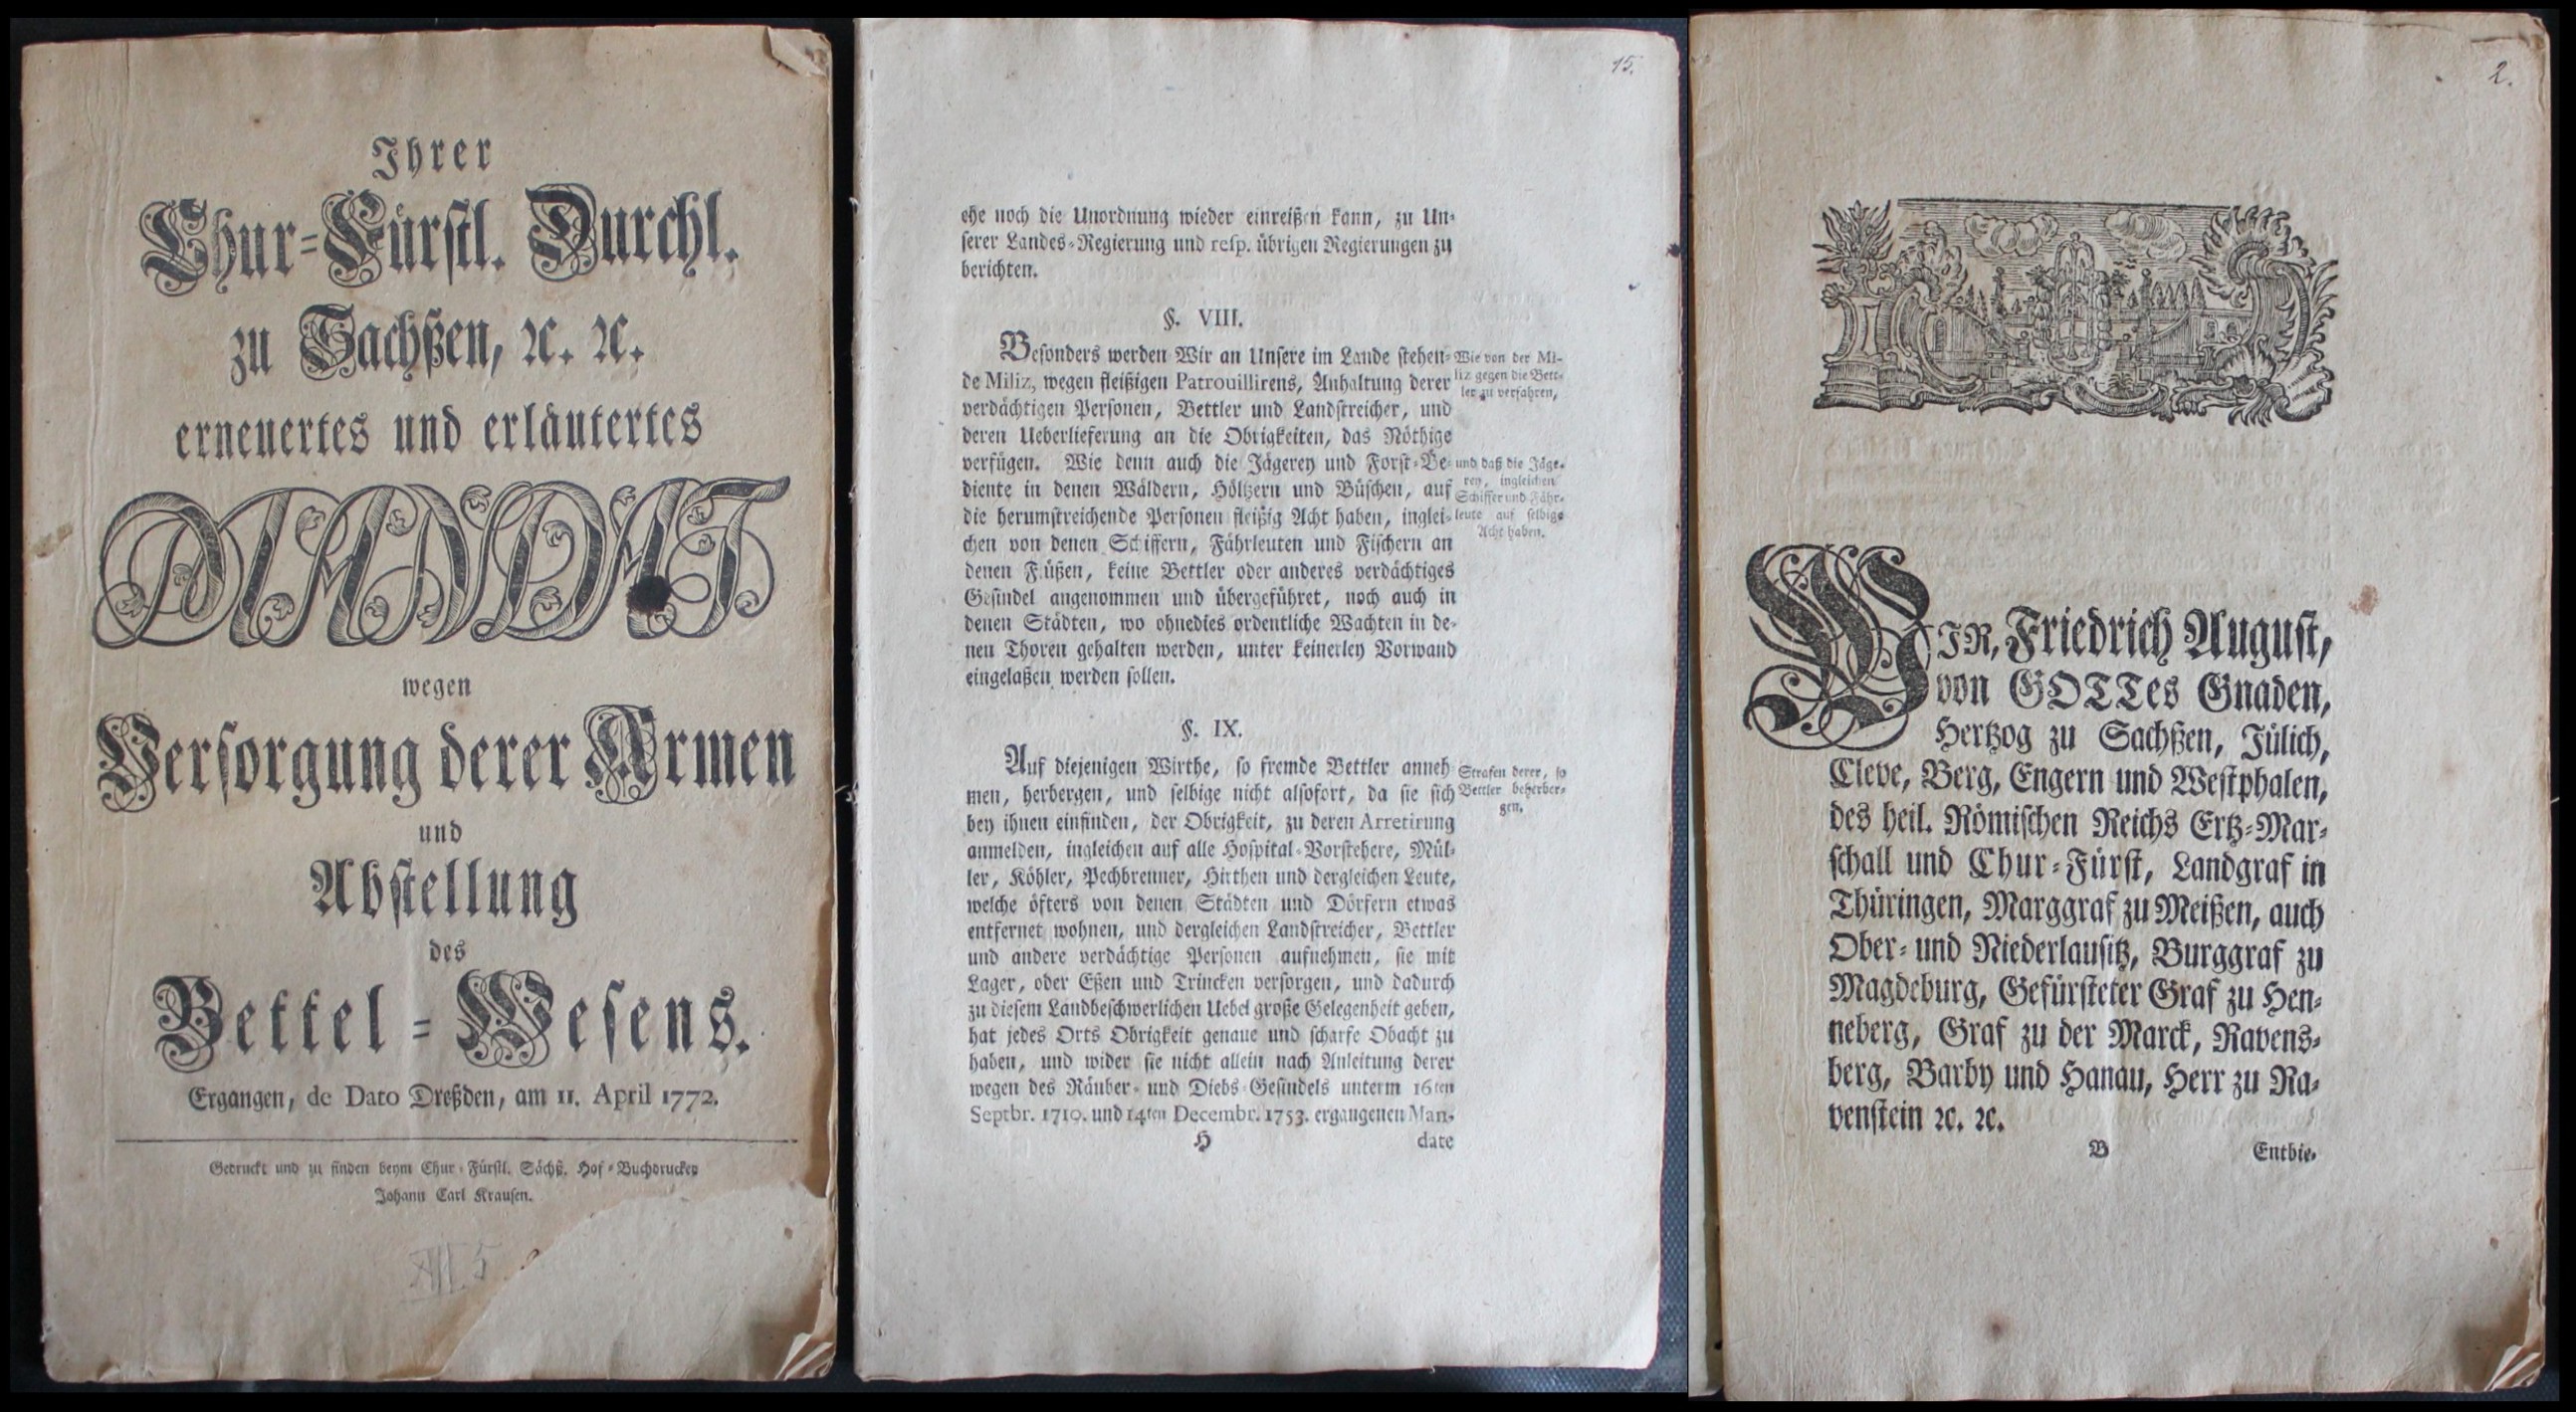 Ihrer
Chur-Fürstl. Durchl.
zu Sachßen, ꝛc. ꝛc.
erneuertes und erläutertes
MANDAT
wegen
Versorgung derer Armen
und
Abstellung
des
Bettel-Wesens.
Ergangen, de Dato Dreßden, am 11. April 1772.
Gedruckt und zu finden beym Chur-Fürstl. Sächß. Hof-Buchdrucker
Johann Carl Krausen.
XIII. 5
15.
ehe noch die Unordnung wieder einreißen kann, zu Un-
serer Landes-Regierung und resp. übrigen Regierungen zu
berichten.
§. VIII.
Besonders werden Wir an Unsere im Lande stehen-
de Miliz, wegen fleißigen Patrouillirens, Anhaltung derer
verdächtigen Personen, Bettler und Landstreicher, und
deren Ueberlieferung an die Obrigkeiten, das Nöthige
verfügen. Wie denn auch die Jägerey und Forst-Be-
diente in denen Wäldern, Höltzern und Büschen, auf
die herumstreichende Personen fleißig Acht haben, inglei-
chen von denen Schiffern, Fährleuten und Fischern an
denen Flüßen, keine Bettler oder anderes verdächtiges
Gesindel angenommen und übergeführet, noch auch in
denen Städten, wo ohnedies ordentliche Wachten in de-
nen Thoren gehalten werden, unter keinerley Vorwand
eingelaßen werden sollen.
Wie von der Mi-
liz gegen die Bett-
ler zu verfahren,
und daß die Jäge-
rey, ingleichen
Schiffer und Fähr-
leute auf selbige
Acht haben.
§. IX.
Auf diejenigen Wirthe, so fremde Bettler anneh
men, herbergen, und selbige nicht alsofort, da sie sich
bey ihnen einfinden, der Obrigkeit, zu deren Arretirung
anmelden, ingleichen auf alle Hospital-Vorstehere, Mül-
ler, Köhler, Pechbrenner, Hirthen und dergleichen Leute,
welche öfters von denen Städten und Dörfern etwas
entfernet wohnen, und dergleichen Landstreicher, Bettler
und andere verdächtige Personen aufnehmen, sie mit
Lager, oder Eßen und Trincken versorgen, und dadurch
zu diesem Landbeschwerlichen Uebel große Gelegenheit geben,
hat jedes Orts Obrigkeit genaue und scharfe Obacht zu
haben, und wider sie nicht allein nach Anleitung derer
wegen des Räuber- und Diebs-Gesindels unterm 16ten
Septbr. 1710. und 14ten Decembr. 1753. ergangenen Man-
Strafen derer, so
Bettler beherber-
gen.
H date
2.
WIR, Friedrich August,
von GOTTes Gnaden,
Hertzog zu Sachßen, Jülich,
Cleve, Berg, Engern und Westphalen,
des heil. Römischen Reichs Ertz-Mar-
schall und Chur-Fürst, Landgraf in
Thüringen, Marggraf zu Meißen, auch
Ober- und Niederlausitz, Burggraf zu
Magdeburg, Gefürsteter Graf zu Hen-
neberg, Graf zu der Marck, Ravens-
berg, Barby und Hanau, Herr zu Ra-
venstein ꝛc. ꝛc.
B Entbie-